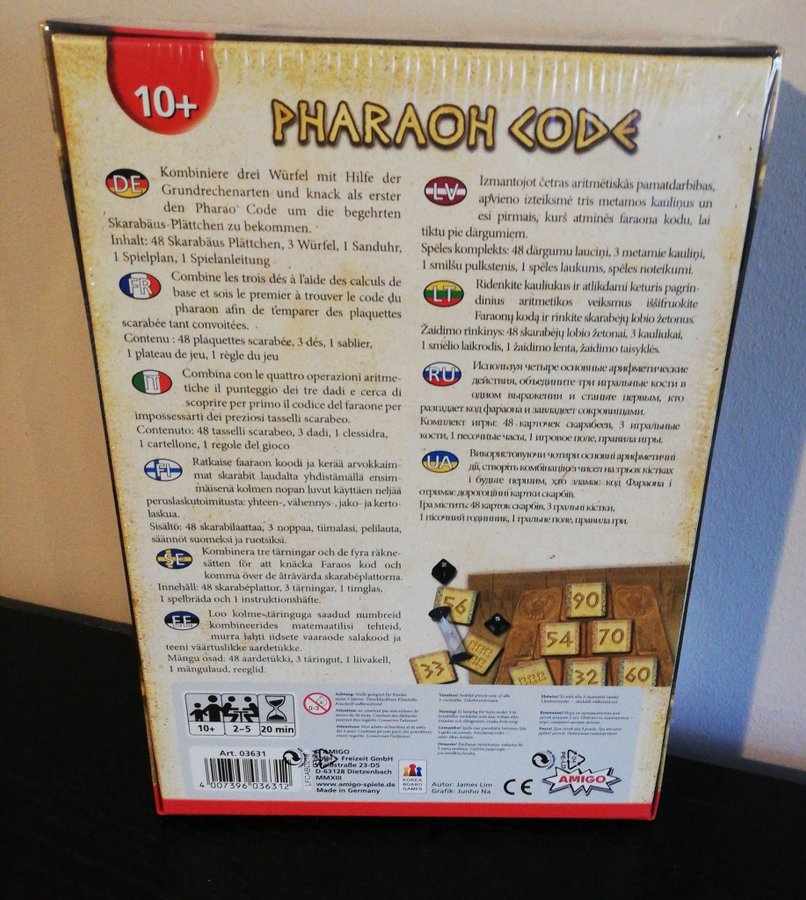 10+
PHARAOH CODE
DE
Kombiniere drei Würfel mit Hilfe der
Grundrechenarten und knack als erster
den Pharao Code um die begehrten
Skarabäus-Plättchen zu bekommen.
Inhalt: 48 Skarabäus Plättchen, 3 Würfel, 1 Sanduhr,
1 Spielplan, 1 Spielanleitung
FR
Combine les trois dés à l'aide des calculs de
base et sois le premier à trouver le code du
pharaon afin de t'emparer des plaquettes
scarabée tant convoitées.
Contenu : 48 plaquettes scarabée, 3 dés, 1 sablier,
1 plateau de jeu, 1 règle du jeu
IT
Combina con le quattro operazioni aritme-
tiche il punteggio dei tre dadi e cerca di
scoprire per primo il codice del faraone per
impossessarti dei preziosi tasselli scarabeo.
Contenuto: 48 tasselli scarabeo, 3 dadi, 1 clessidra,
1 cartellone, 1 regole del gioco
FI
Ratkaise faaraon koodi ja kerää arvokkaim-
mat skarabit laudalta yhdistämällä ensim-
mäisenä kolmen nopan luvut käyttäen neljää
peruslaskutoimitusta: yhteen-, vähennys-, jako- ja kerto-
laskua.
Sisältö: 48 skarabilaattaa, 3 noppaa, tiimalasi, pelilauta,
säännöt suomeksi ja ruotsiksi.
SE
Kombinera tre tärningar och de fyra räkne-
sätten för att knäcka Faraos kod och
komma över de åtråvärda skarabéplattorna.
Innehåll: 48 skarabéplattor, 3 tärningar, 1 timglas,
1 spelbräda och 1 instruktionshäfte.
EE
Loo kolme täringuga saadud numbreid
kombineerides matemaatilisi tehteid,
murra lahti iidsete vaaraode salakood ja
teeni väärtuslikke aardetükke.
Mängu osad: 48 aardetükki, 3 täringut, 1 liivakell,
1 mängulaud, reeglid.
LV
Izmantojot četras aritmētiskās pamatdarbības,
apvieno izteiksmē tris metamos kauliņus un
esi pirmais, kurš atminēs faraona kodu, lai
tiktu pie dārgumiem.
Spēles komplekts: 48 dārgumu lauciņi, 3 metamie kauliņi,
1 smilšu pulkstenis, 1 spēles laukums, spēles noteikumi.
LT
Ridenkite kauliukus ir atlikdami keturis pagrin-
dinius aritmetikos veiksmus iššifruokite
Faraonų kodą ir rinkite skarabėjų lobio žetonus.
Žaidimo rinkinys: 48 skarabėjų lobio žetonai, 3 kauliukai,
1 smėlio laikrodis, 1 žaidimo lenta, žaidimo taisyklės.
RU
Используя четыре основные арифметические
действия, объедините три игральные кости в
одном выражении и станьте первым, кто
разгадает код фараона и завладеет сокровищами.
Комплект игры: 48 карточек скарабеев, 3 игральные
кости, 1 песочные часы, 1 игровое поле, правила игры.
UA
Використовуючи чотири основні арифметичні
дії, створіть комбінацію з чисел на трьох кістках
і будьте першим, хто зламає код Фараона и
отримає дорогоцінні картки скарбів.
Гра містить: 48 карток скарбів, 3 гральні кістки,
1 пісочний годинник, 1 гральне поле, правила гри.
56
33
90
54 70
32 60
10+ 2–5 20 min
0-3
Art. 03631
4 007396 036312
AMIGO
Spiel + Freizeit GmbH
23-D5
D-63128 Dietzenbach
MMXIII
www.amigo-spiele.de
Made in Germany
KOREA
BOARD
GAMES
Autor: James Lim
Grafik: Junho Na
CE
AMIGO